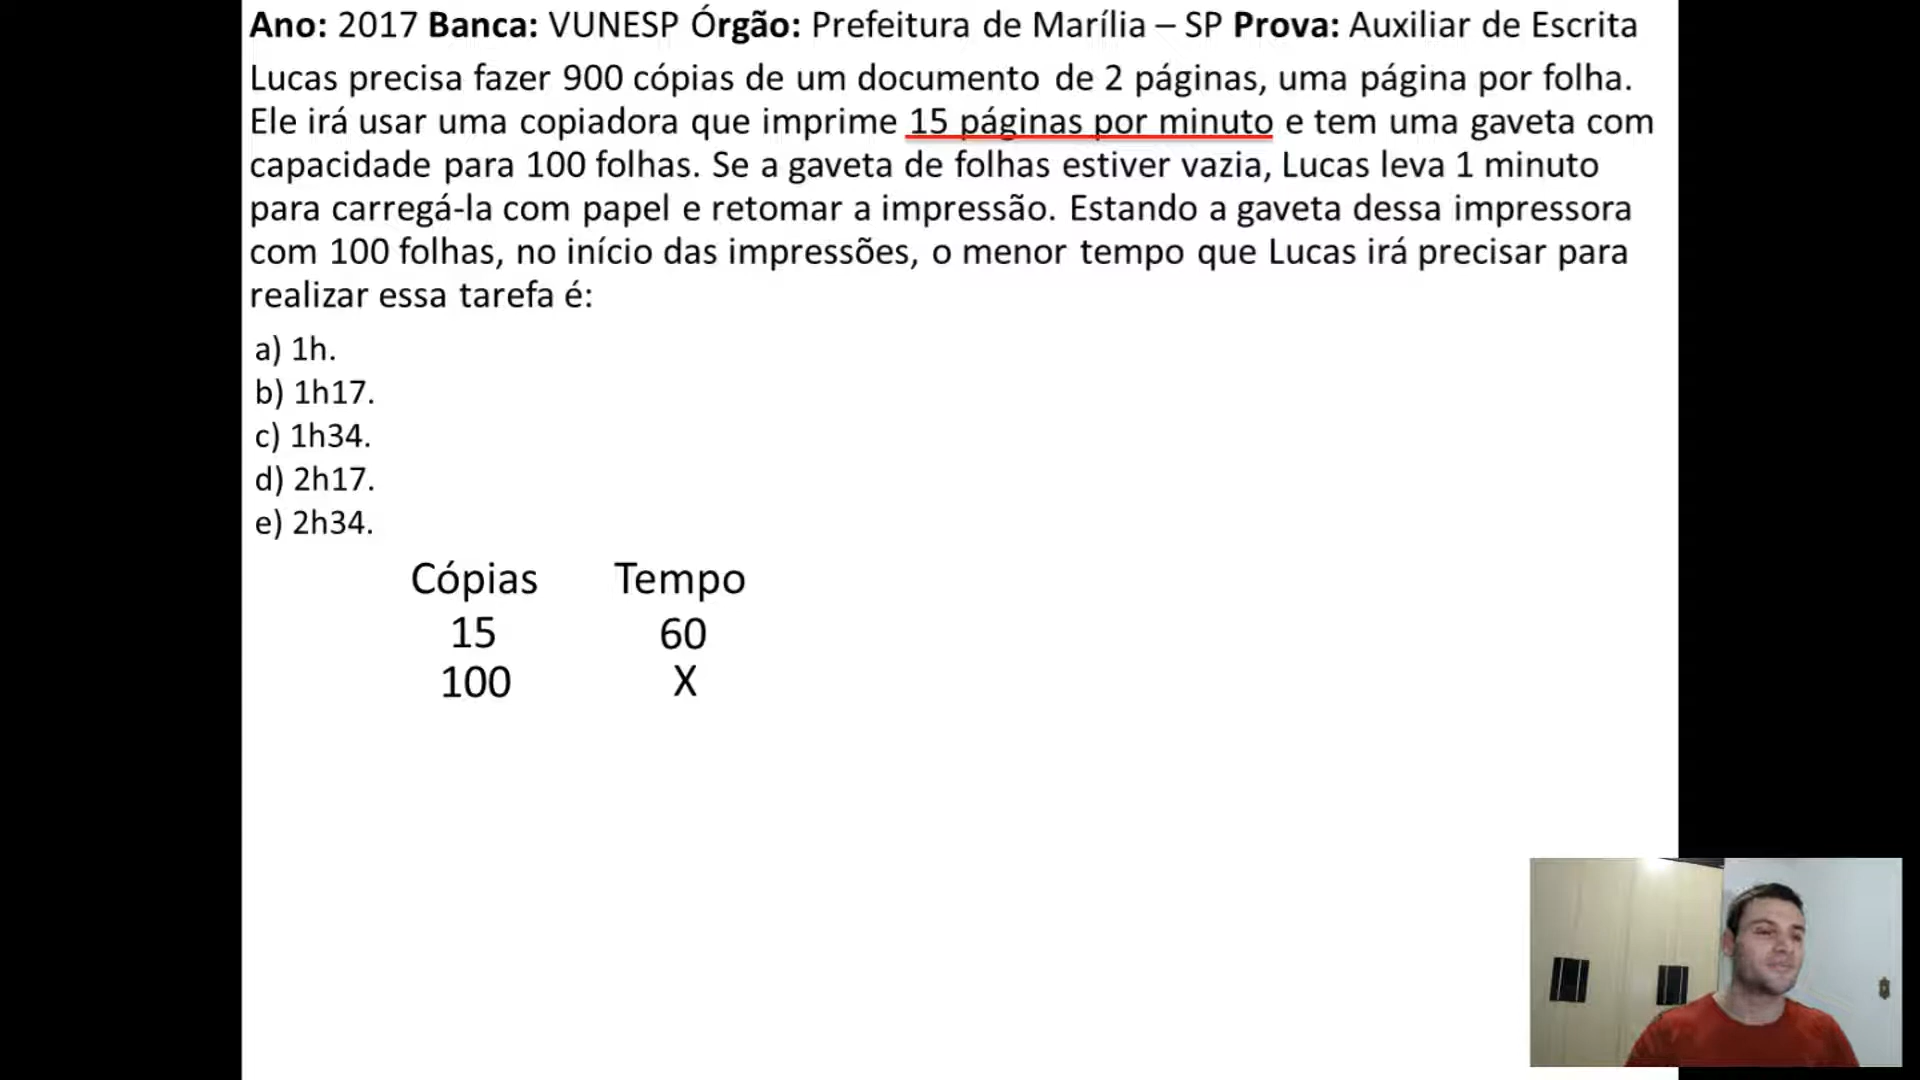 Ano: 2017 Banca: VUNESP Órgão: Prefeitura de Marília – SP Prova: Auxiliar de Escrita
Lucas precisa fazer 900 cópias de um documento de 2 páginas, uma página por folha.
Ele irá usar uma copiadora que imprime 15 páginas por minuto e tem uma gaveta com
capacidade para 100 folhas. Se a gaveta de folhas estiver vazia, Lucas leva 1 minuto
para carregá-la com papel e retomar a impressão. Estando a gaveta dessa impressora
com 100 folhas, no início das impressões, o menor tempo que Lucas irá precisar para
realizar essa tarefa é:
a) 1h.
b) 1h17.
c) 1h34.
d) 2h17.
e) 2h34.
Cópias Tempo
15 60
100 X